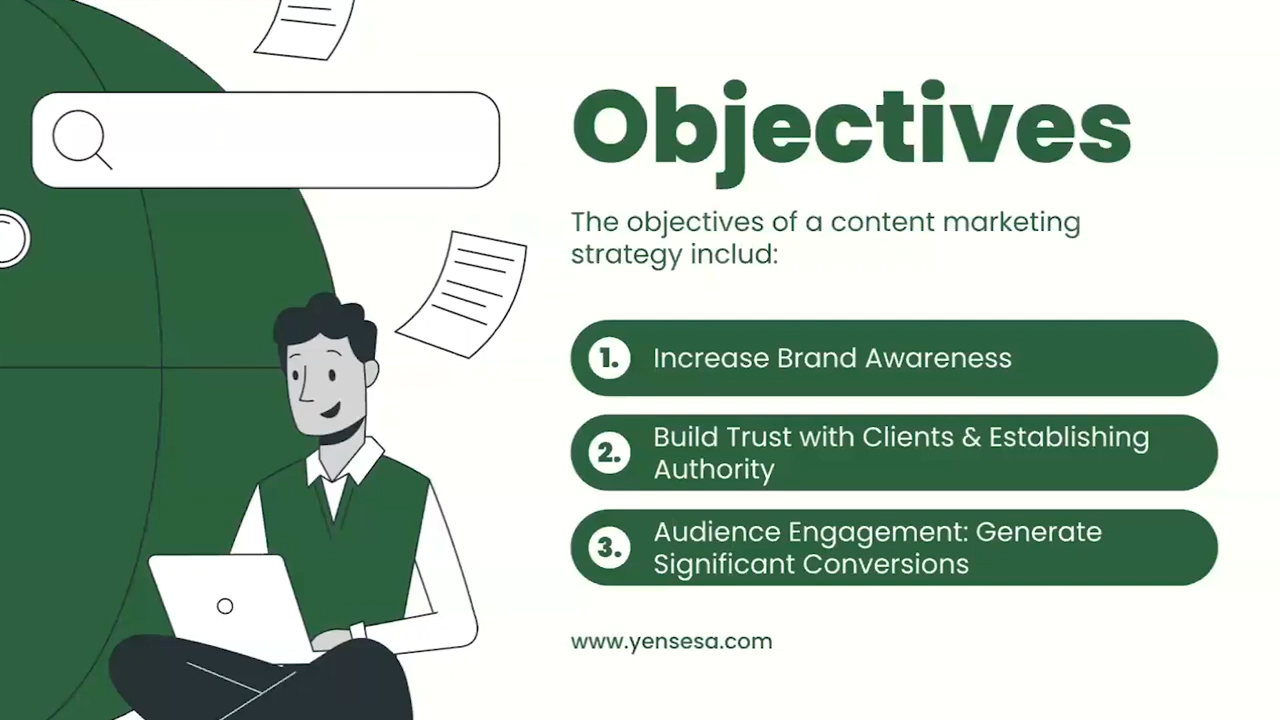 Objectives
The objectives of a content marketing
strategy includ:
1. Increase Brand Awareness
2. Build Trust with Clients & Establishing
Authority
3. Audience Engagement: Generate
Significant Conversions
www.yensesa.com